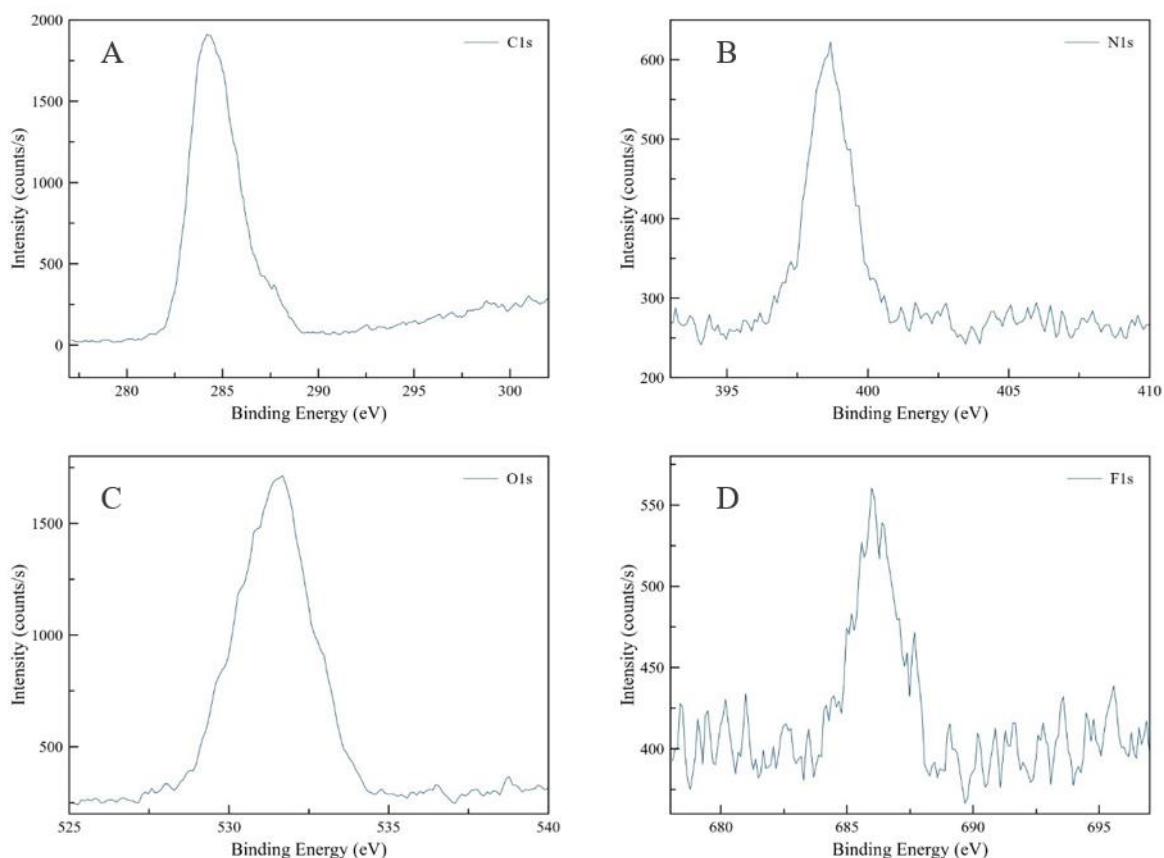 A
C1s
2000
1500
1000
500
0
Intensity (counts/s)
280
285
290
295
300
Binding Energy (eV)
B
N1s
600
500
400
300
200
Intensity (counts/s)
395
400
405
410
Binding Energy (eV)
C
O1s
1500
1000
500
Intensity (counts/s)
525
530
535
540
Binding Energy (eV)
D
F1s
550
500
450
400
Intensity (counts/s)
680
685
690
695
Binding Energy (eV)